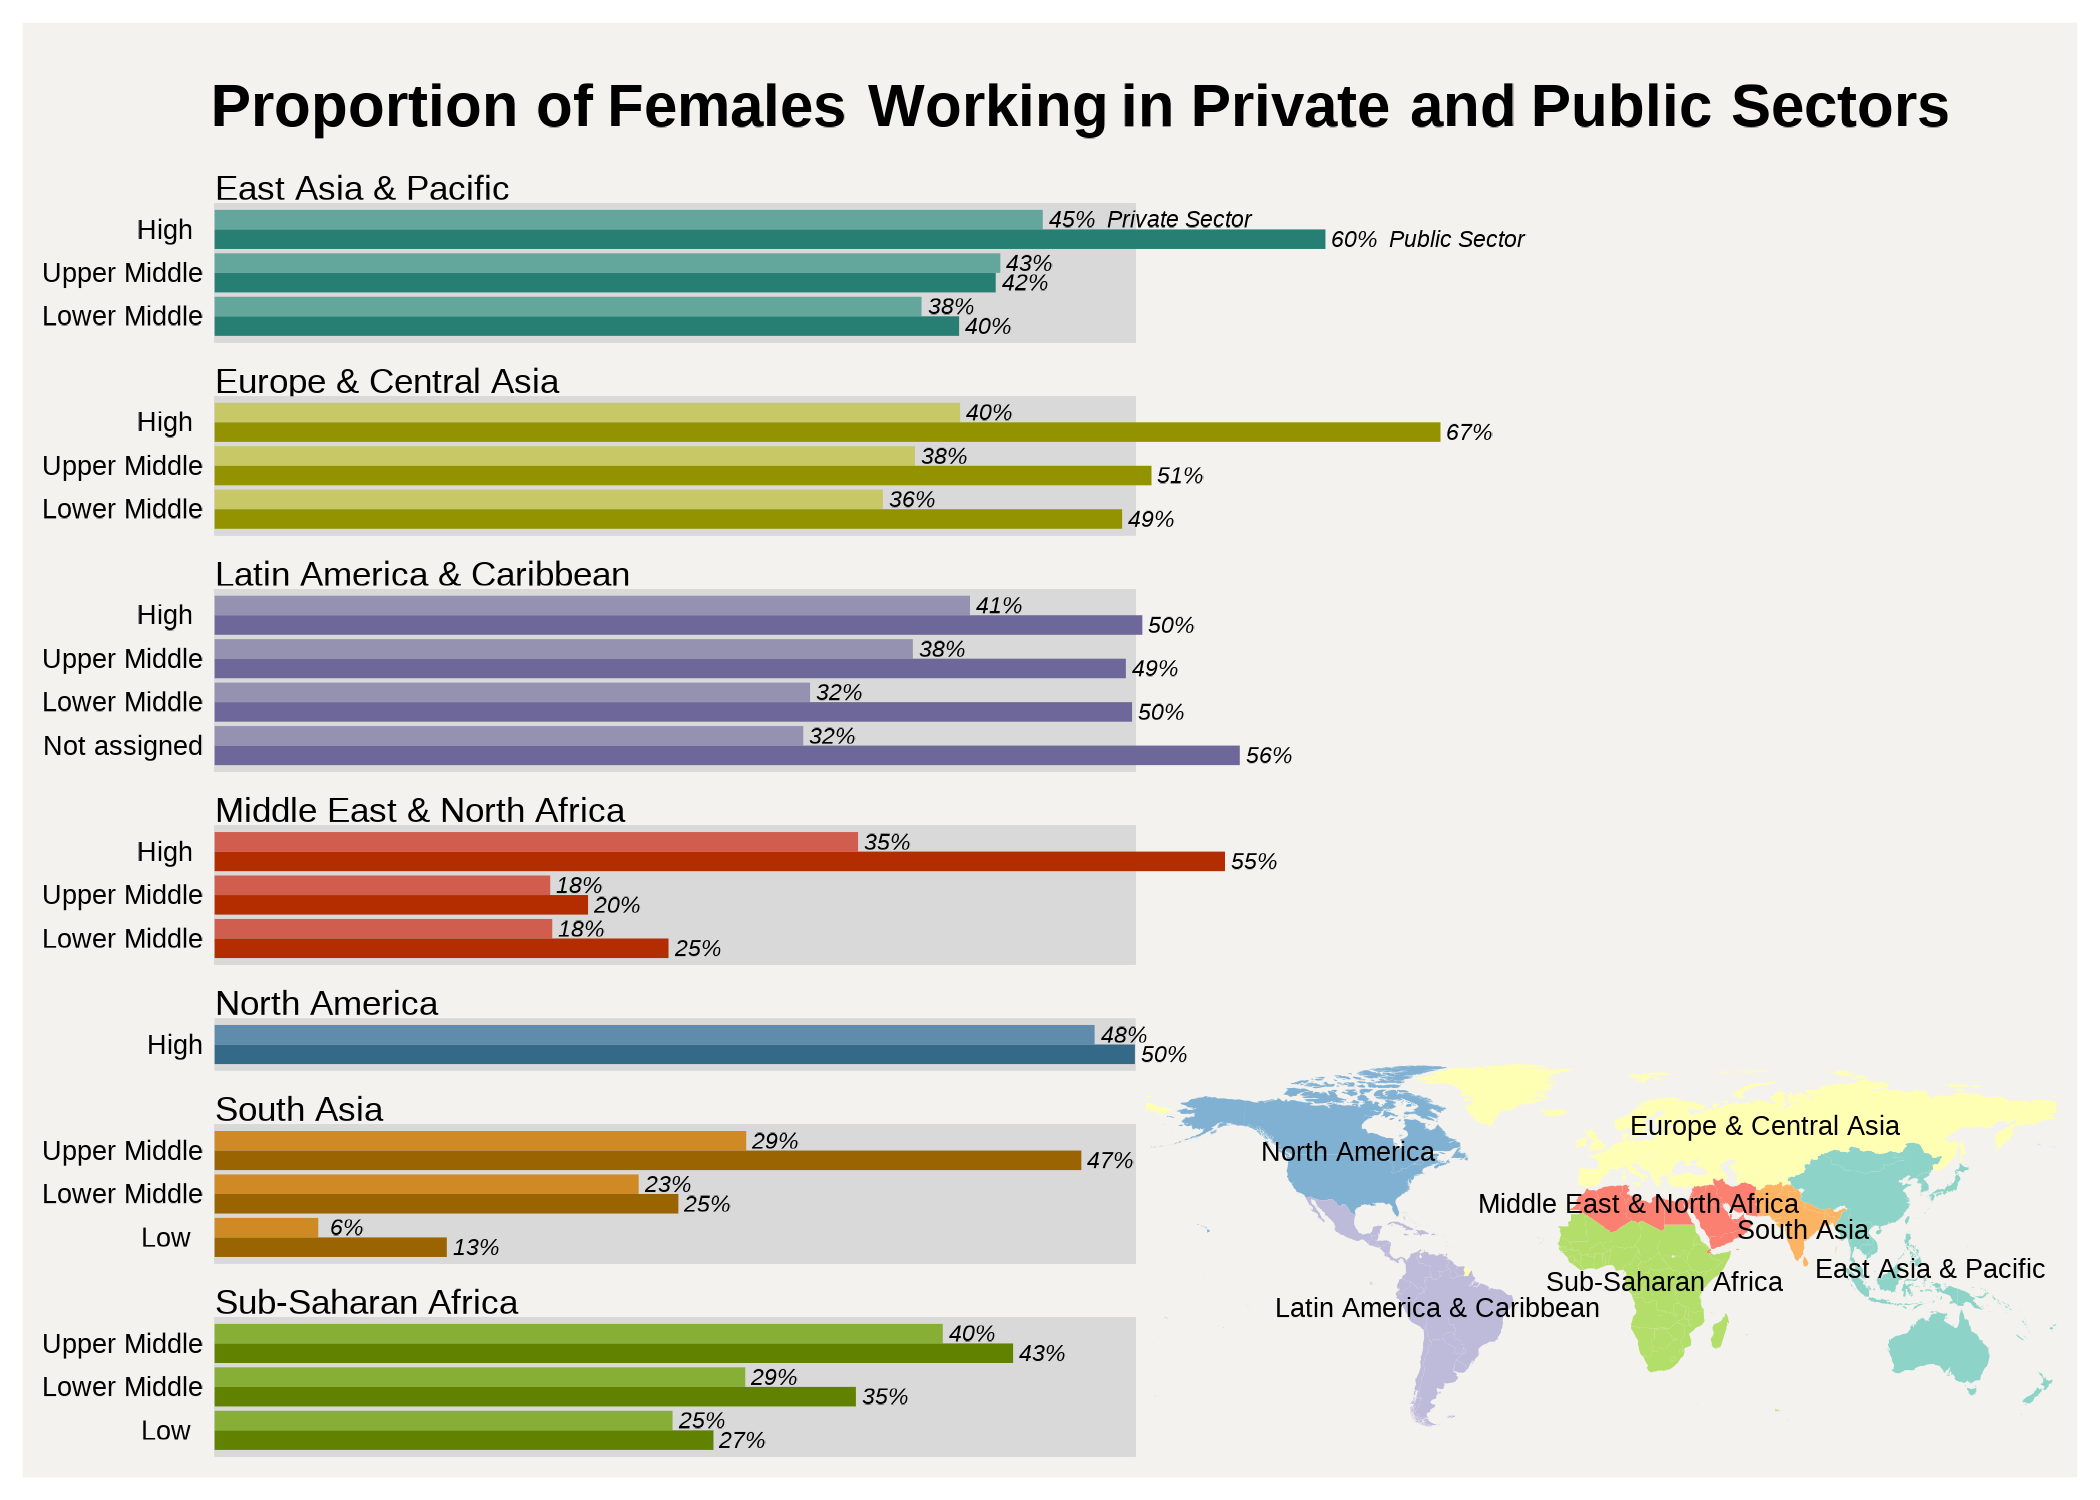 Proportion of Females Working in Private and Public Sectors
East Asia & Pacific
High 45% Private Sector
60% Public Sector
Upper Middle 43%
42%
Lower Middle 38%
40%
Europe & Central Asia
High 40%
67%
Upper Middle 38%
51%
Lower Middle 36%
49%
Latin America & Caribbean
High 41%
50%
Upper Middle 38%
49%
Lower Middle 32%
50%
Not assigned 32%
56%
Middle East & North Africa
High 35%
55%
Upper Middle 18%
20%
Lower Middle 18%
25%
North America
High 48%
50%
South Asia
Upper Middle 29%
47%
Lower Middle 23%
25%
Low 6%
13%
Sub-Saharan Africa
Upper Middle 40%
43%
Lower Middle 29%
35%
Low 25%
27%
Europe & Central Asia
North America
Middle East & North Africa
South Asia
East Asia & Pacific
Sub-Saharan Africa
Latin America & Caribbean